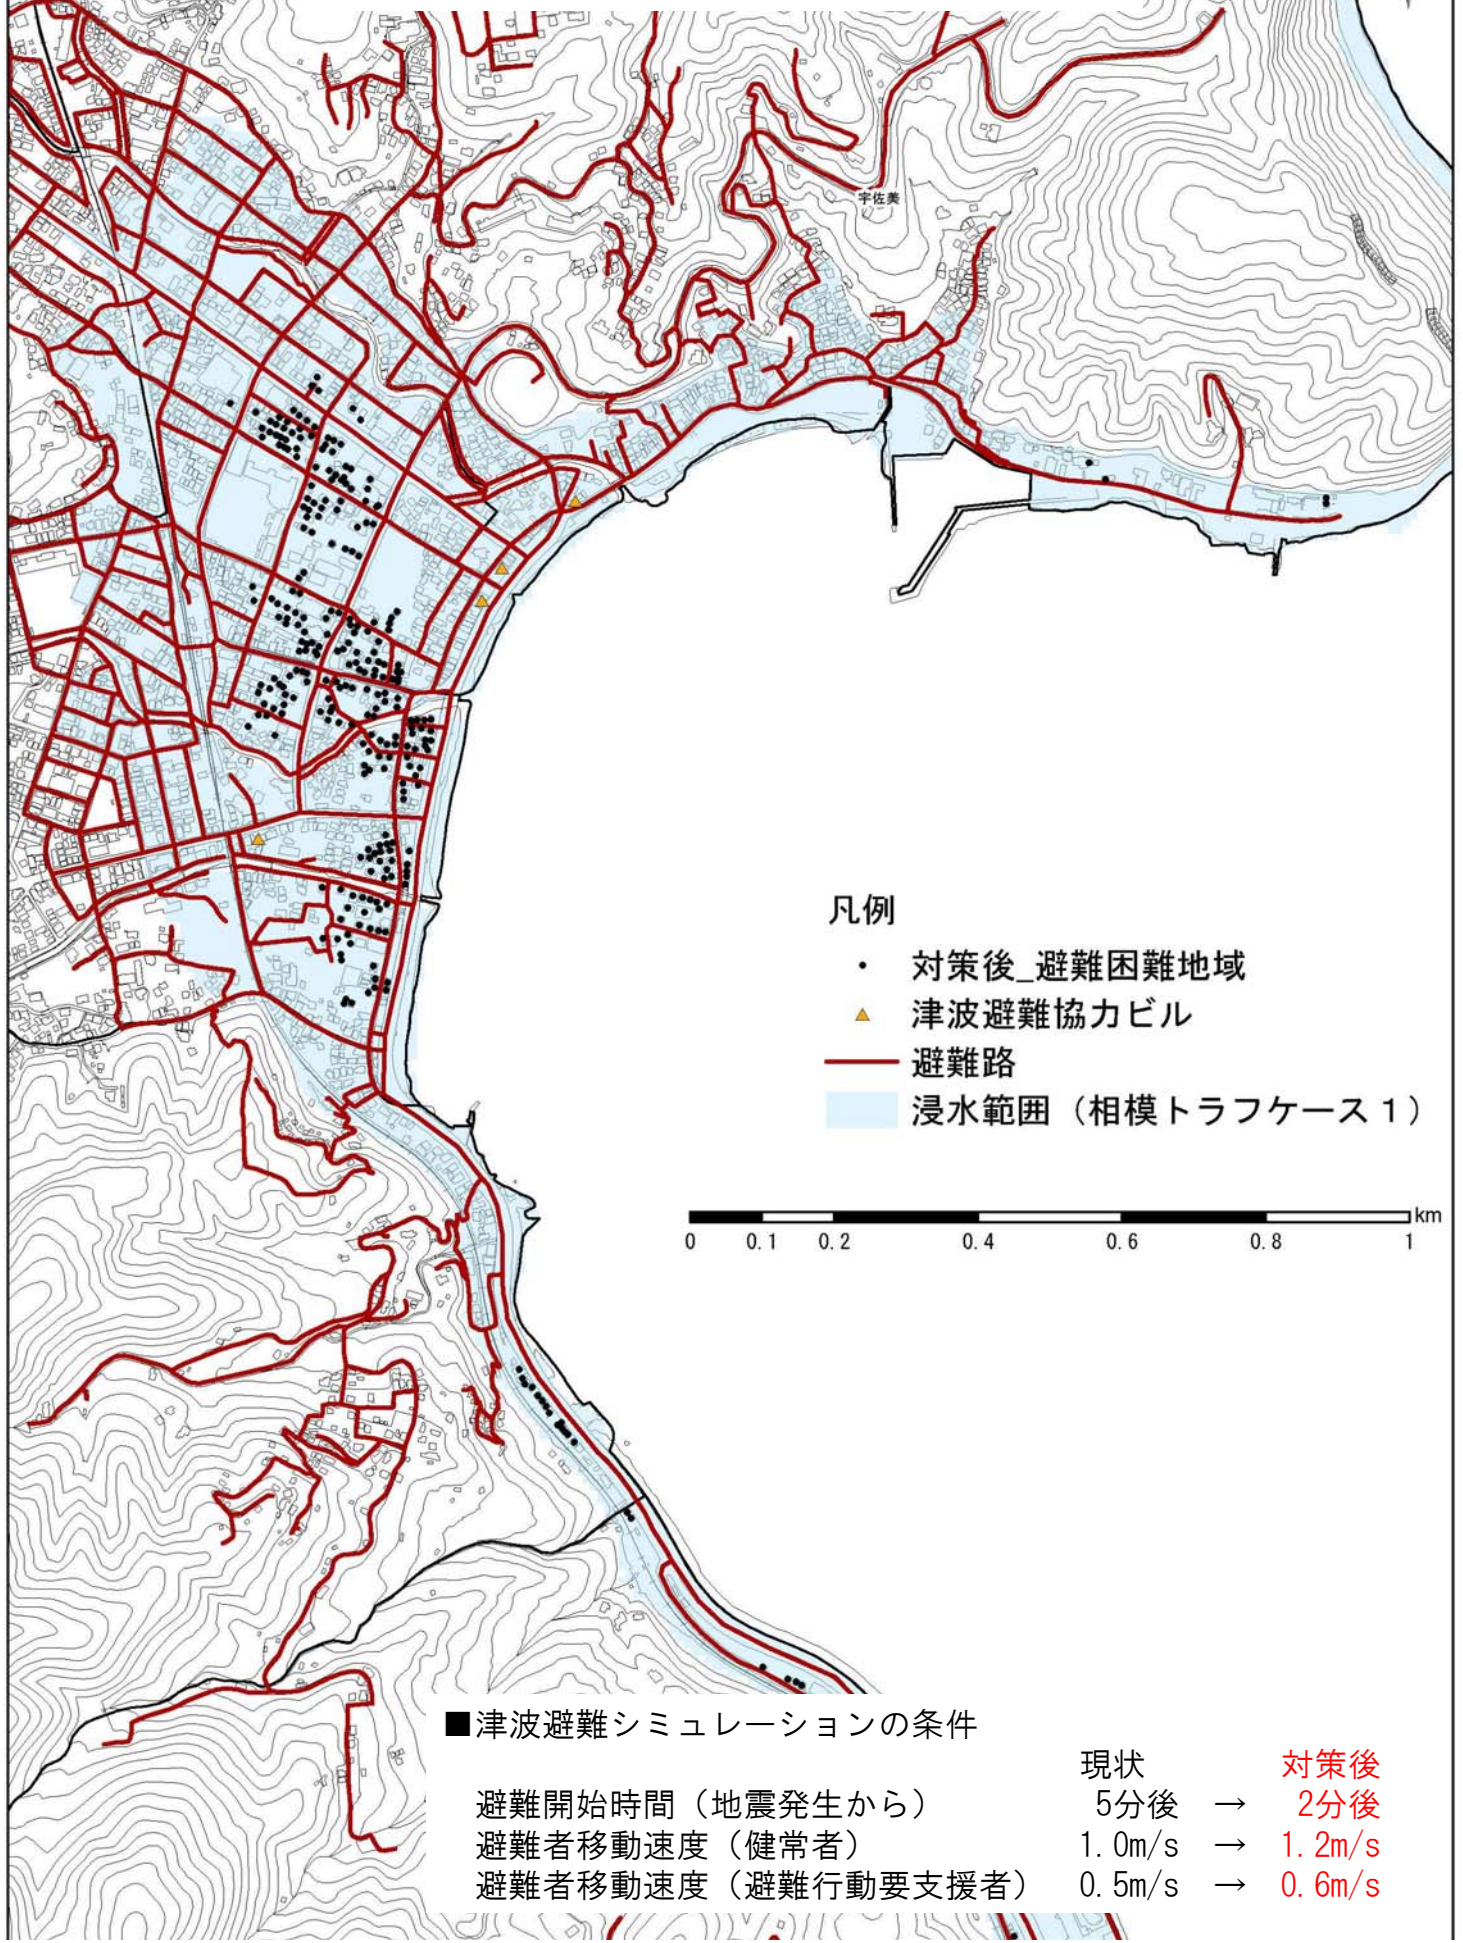 宇佐美
凡例
対策後_避難困難地域
津波避難協力ビル
避難路
浸水範囲（相模トラフケース１）
km
0 0.1 0.2 0.4 0.6 0.8 1
■津波避難シミュレーションの条件
現状 対策後
避難開始時間（地震発生から） 5分後 → 2分後
避難者移動速度（健常者） 1.0m/s → 1.2m/s
避難者移動速度（避難行動要支援者） 0.5m/s → 0.6m/s